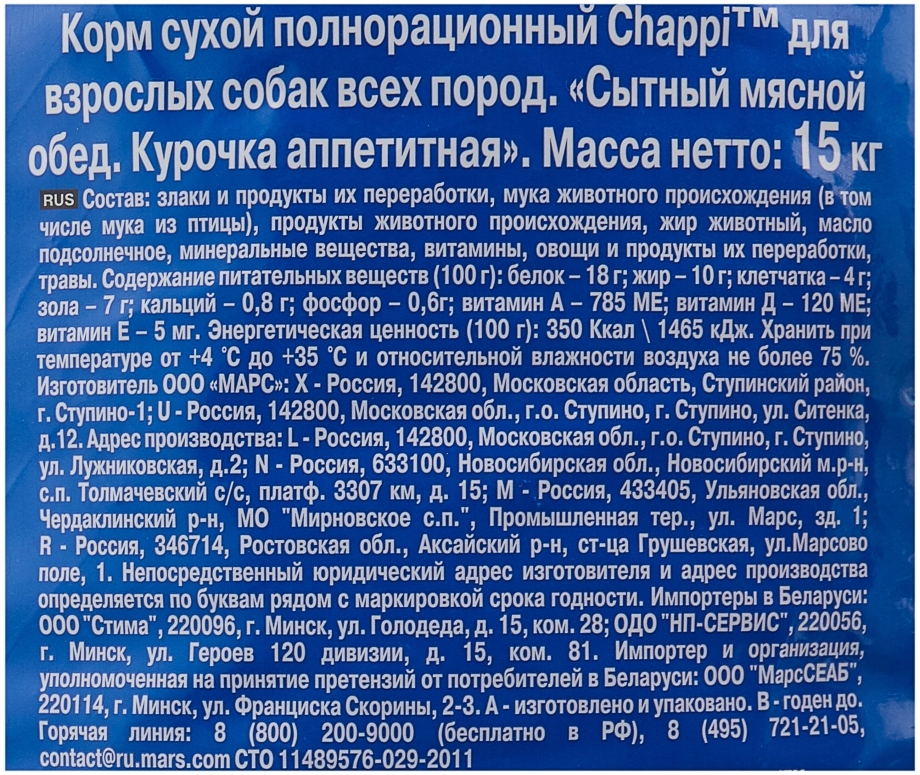 Корм сухой полнорационный Chappi™ для
взрослых собак всех пород. «Сытный мясной
обед. Курочка аппетитная». Масса нетто: 15 кг
RUS Состав: злаки и продукты их переработки, мука животного происхождения (в том
числе мука из птицы), продукты животного происхождения, жир животный, масло
подсолнечное, минеральные вещества, витамины, овощи и продукты их переработки,
травы. Содержание питательных веществ (100 г): белок – 18 г; жир – 10 г; клетчатка – 4 г;
зола – 7 г; кальций – 0,8 г; фосфор – 0,6г; витамин А – 785 МЕ; витамин Д – 120 МЕ;
витамин Е – 5 мг. Энергетическая ценность (100 г): 350 Ккал \ 1465 кДж. Хранить при
температуре от +4 °С до +35 °С и относительной влажности воздуха не более 75 %.
Изготовитель ООО «МАРС»: X - Россия, 142800, Московская область, Ступинский район,
г. Ступино-1; U - Россия, 142800, Московская обл., г.о. Ступино, г. Ступино, ул. Ситенка,
д.12. Адрес производства: L - Россия, 142800, Московская обл., г.о. Ступино, г. Ступино,
ул. Лужниковская, д.2; N - Россия, 633100, Новосибирская обл., Новосибирский м.р-н,
с.п. Толмачевский с/с, платф. 3307 км, д. 15; M - Россия, 433405, Ульяновская обл.,
Чердаклинский р-н, МО "Мирновское с.п.", Промышленная тер., ул. Марс, зд. 1;
R - Россия, 346714, Ростовская обл., Аксайский р-н, ст-ца Грушевская, ул.Марсово
поле, 1. Непосредственный юридический адрес изготовителя и адрес производства
определяется по буквам рядом с маркировкой срока годности. Импортеры в Беларуси:
ООО "Стима", 220096, г. Минск, ул. Голодеда, д. 15, ком. 28; ОДО "НП-СЕРВИС", 220056,
г. Минск, ул. Героев 120 дивизии, д. 15, ком. 81. Импортер и организация,
уполномоченная на принятие претензий от потребителей в Беларуси: ООО "МарсСЕАБ",
220114, г. Минск, ул. Франциска Скорины, 2-3. А - изготовлено и упаковано. В - годен до.
Горячая линия: 8 (800) 200-9000 (бесплатно в РФ), 8 (495) 721-21-05,
contact@ru.mars.com СТО 11489576-029-2011